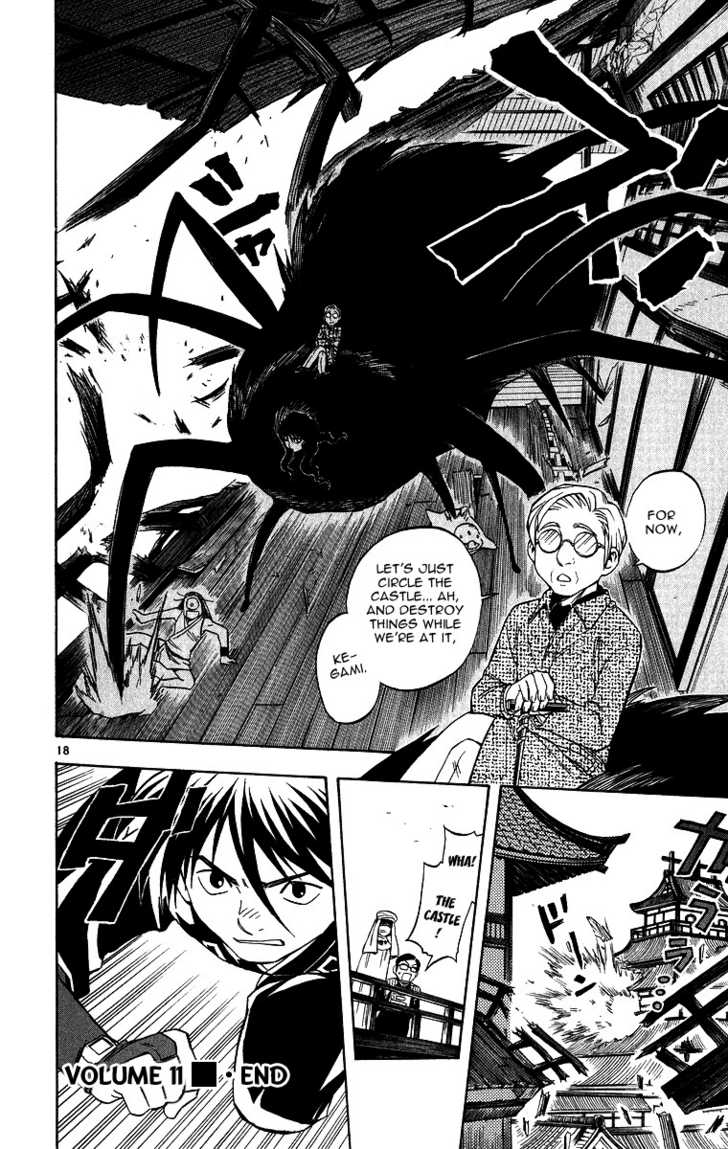 FOR
NOW,
LET'S JUST
CIRCLE THE
CASTLE... AH,
AND DESTROY
THINGS WHILE
WE'RE AT IT,
KE-
GAMI.
18
WHA!
THE
CASTLE
!
VOLUME 11 ■・END